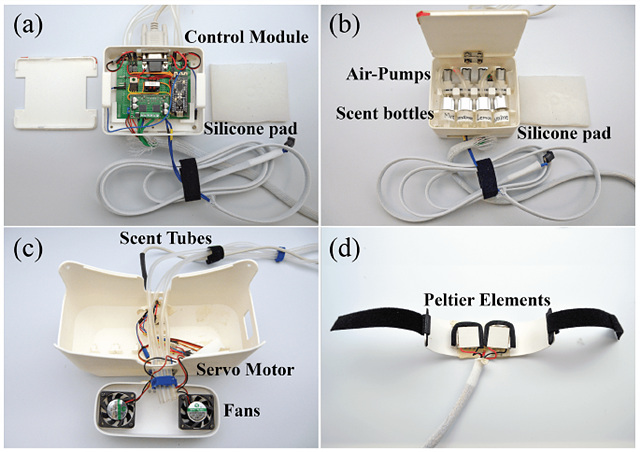 (a)
Control Module
Silicone pad
(b)
Air-Pumps
Scent bottles
Silicone pad
(c)
Scent Tubes
Servo Motor
Fans
(d)
Peltier Elements